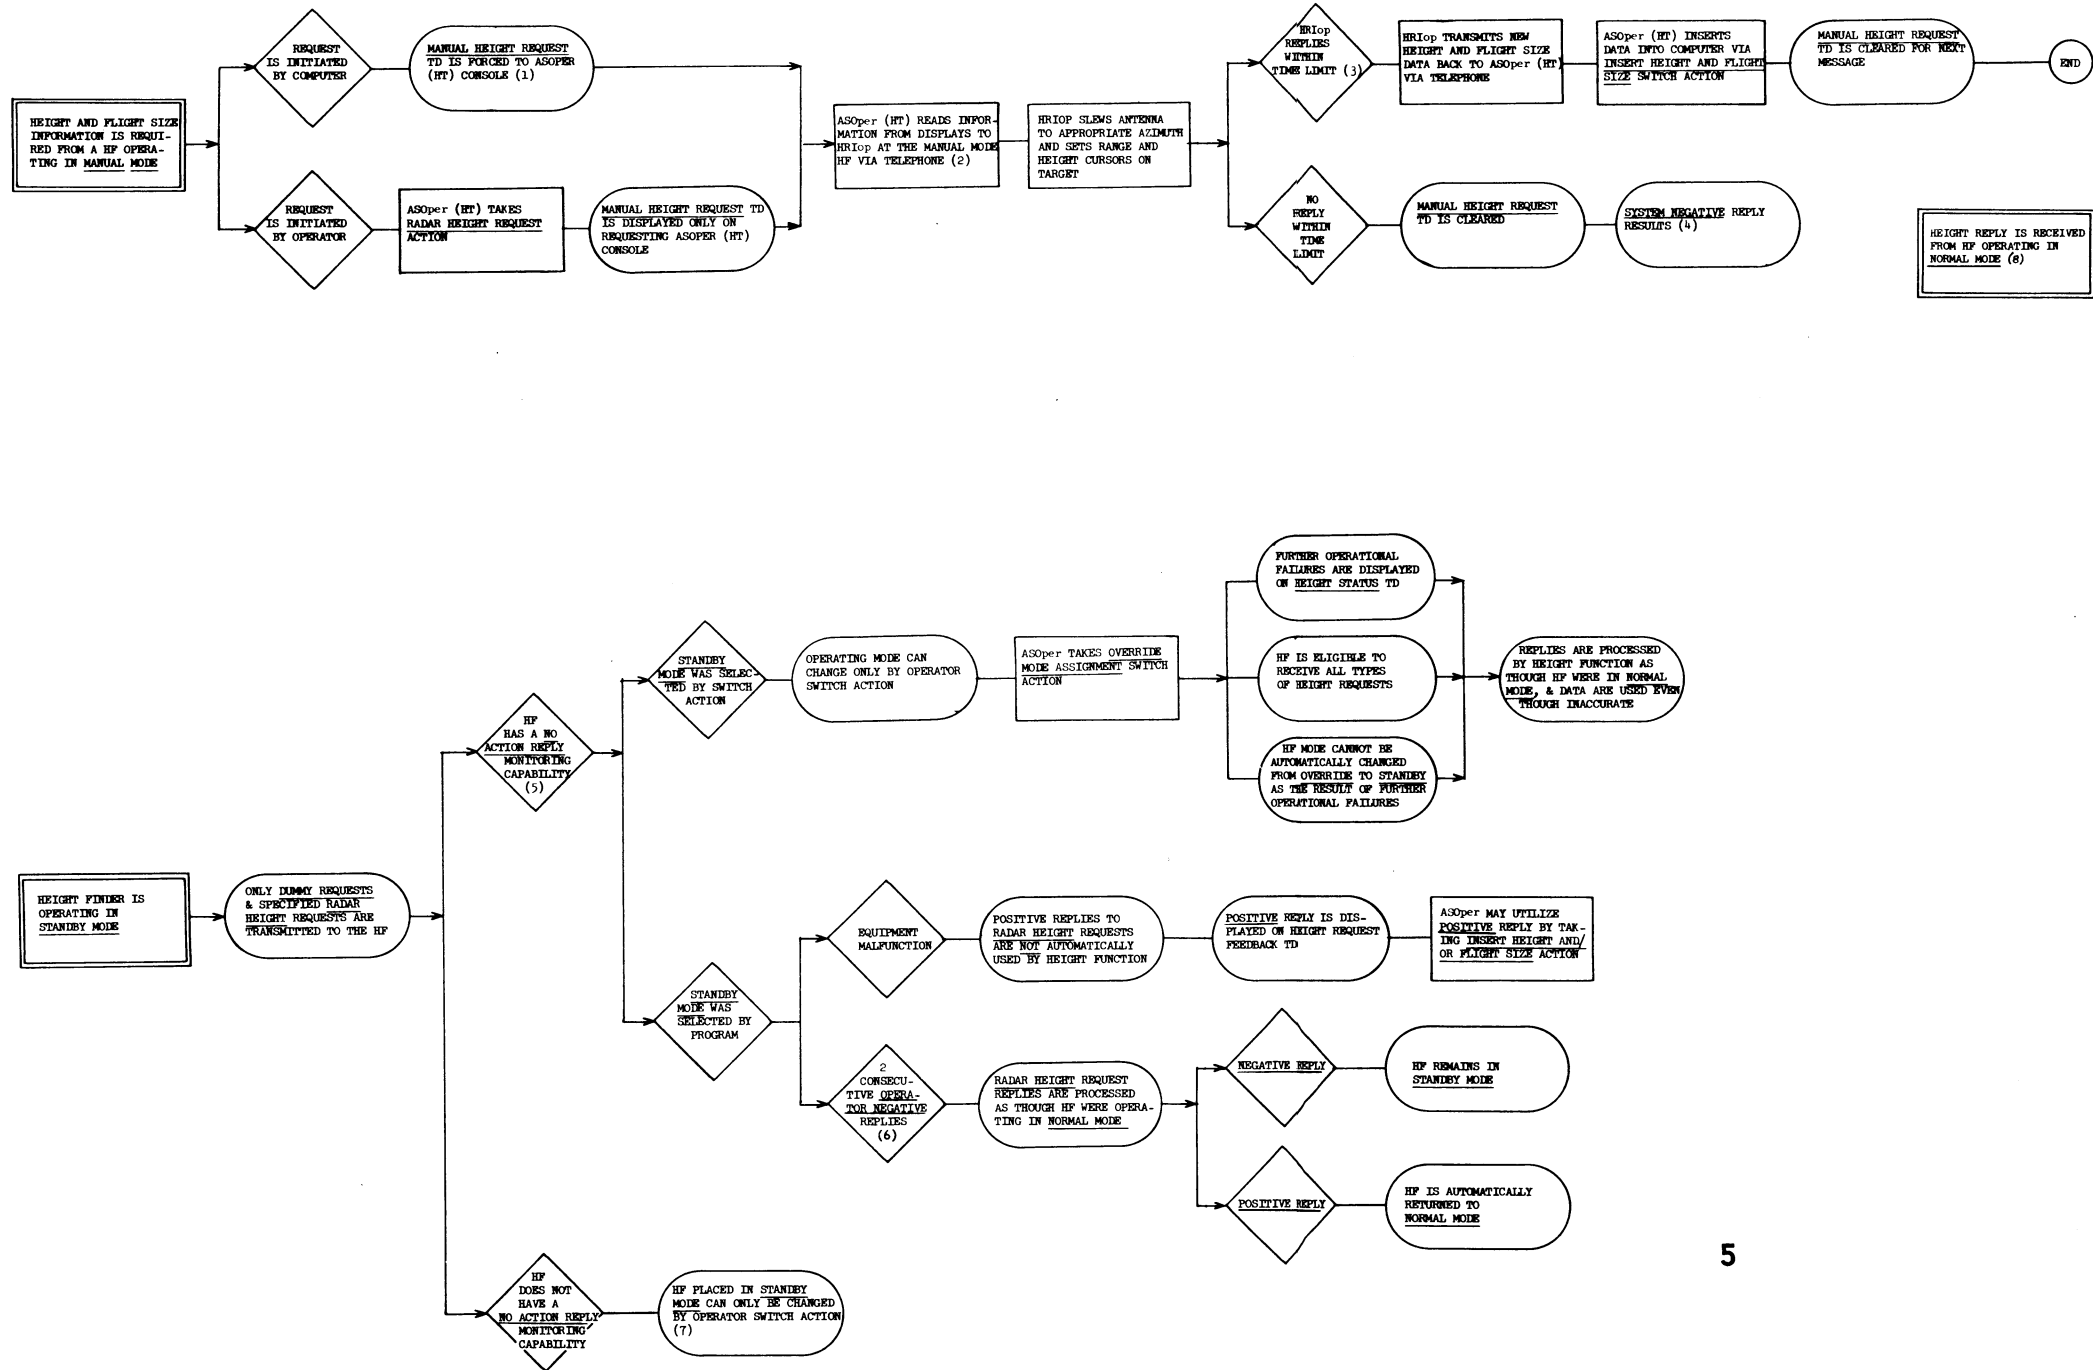 HEIGHT AND FLIGHT SIZE
INFORMATION IS REQUI-
RED FROM A HF OPERA-
TING IN MANUAL MODE
REQUEST
IS INITIATED
BY COMPUTER
MANUAL HEIGHT REQUEST
TD IS FORCED TO ASOPER
(HT) CONSOLE (1)
REQUEST
IS INITIATED
BY OPERATOR
ASOper (HT) TAKES
RADAR HEIGHT REQUEST
ACTION
MANUAL HEIGHT REQUEST TD
IS DISPLAYED ONLY ON
REQUESTING ASOPER (HT)
CONSOLE
ASOper (HT) READS INFOR-
MATION FROM DISPLAYS TO
HRIop AT THE MANUAL MODE
HF VIA TELEPHONE (2)
HRIOP SLEWS ANTENNA
TO APPROPRIATE AZIMUTH
AND SETS RANGE AND
HEIGHT CURSORS ON
TARGET
HRIop
REPLIES
WITHIN
TIME LIMIT (3)
HRIop TRANSMITS NEW
HEIGHT AND FLIGHT SIZE
DATA BACK TO ASOper (HT)
VIA TELEPHONE
ASOper (HT) INSERTS
DATA INTO COMPUTER VIA
INSERT HEIGHT AND FLIGHT
SIZE SWITCH ACTION
MANUAL HEIGHT REQUEST
TD IS CLEARED FOR NEXT
MESSAGE
END
NO
REPLY
WITHIN
TIME
LIMIT
MANUAL HEIGHT REQUEST
TD IS CLEARED
SYSTEM NEGATIVE REPLY
RESULTS (4)
HEIGHT REPLY IS RECEIVED
FROM HF OPERATING IN
NORMAL MODE (8)
HEIGHT FINDER IS
OPERATING IN
STANDBY MODE
ONLY DUMMY REQUESTS
& SPECIFIED RADAR
HEIGHT REQUESTS ARE
TRANSMITTED TO THE HF
HF
HAS A NO
ACTION REPLY
MONITORING
CAPABILITY
(5)
STANDBY
MODE WAS SELEC-
TED BY SWITCH
ACTION
OPERATING MODE CAN
CHANGE ONLY BY OPERATOR
SWITCH ACTION
ASOper TAKES OVERRIDE
MODE ASSIGNMENT SWITCH
ACTION
FURTHER OPERATIONAL
FAILURES ARE DISPLAYED
ON HEIGHT STATUS TD
HF IS ELIGIBLE TO
RECEIVE ALL TYPES
OF HEIGHT REQUESTS
HF MODE CANNOT BE
AUTOMATICALLY CHANGED
FROM OVERRIDE TO STANDBY
AS THE RESULT OF FURTHER
OPERATIONAL FAILURES
REPLIES ARE PROCESSED
BY HEIGHT FUNCTION AS
THOUGH HF WERE IN NORMAL
MODE, & DATA ARE USED EVEN
THOUGH INACCURATE
STANDBY
MODE WAS
SELECTED BY
PROGRAM
EQUIPMENT
MALFUNCTION
POSITIVE REPLIES TO
RADAR HEIGHT REQUESTS
ARE NOT AUTOMATICALLY
USED BY HEIGHT FUNCTION
POSITIVE REPLY IS DIS-
PLAYED ON HEIGHT REQUEST
FEEDBACK TD
ASOper MAY UTILIZE
POSITIVE REPLY BY TAK-
ING INSERT HEIGHT AND/
OR FLIGHT SIZE ACTION
2
CONSECU-
TIVE OPERA-
TOR NEGATIVE
REPLIES
(6)
RADAR HEIGHT REQUEST
REPLIES ARE PROCESSED
AS THOUGH HF WERE OPERA-
TING IN NORMAL MODE
NEGATIVE REPLY
HF REMAINS IN
STANDBY MODE
POSITIVE REPLY
HF IS AUTOMATICALLY
RETURNED TO
NORMAL MODE
HF
DOES NOT
HAVE A
NO ACTION REPLY
MONITORING
CAPABILITY
HF PLACED IN STANDBY
MODE CAN ONLY BE CHANGED
BY OPERATOR SWITCH ACTION
(7)
5